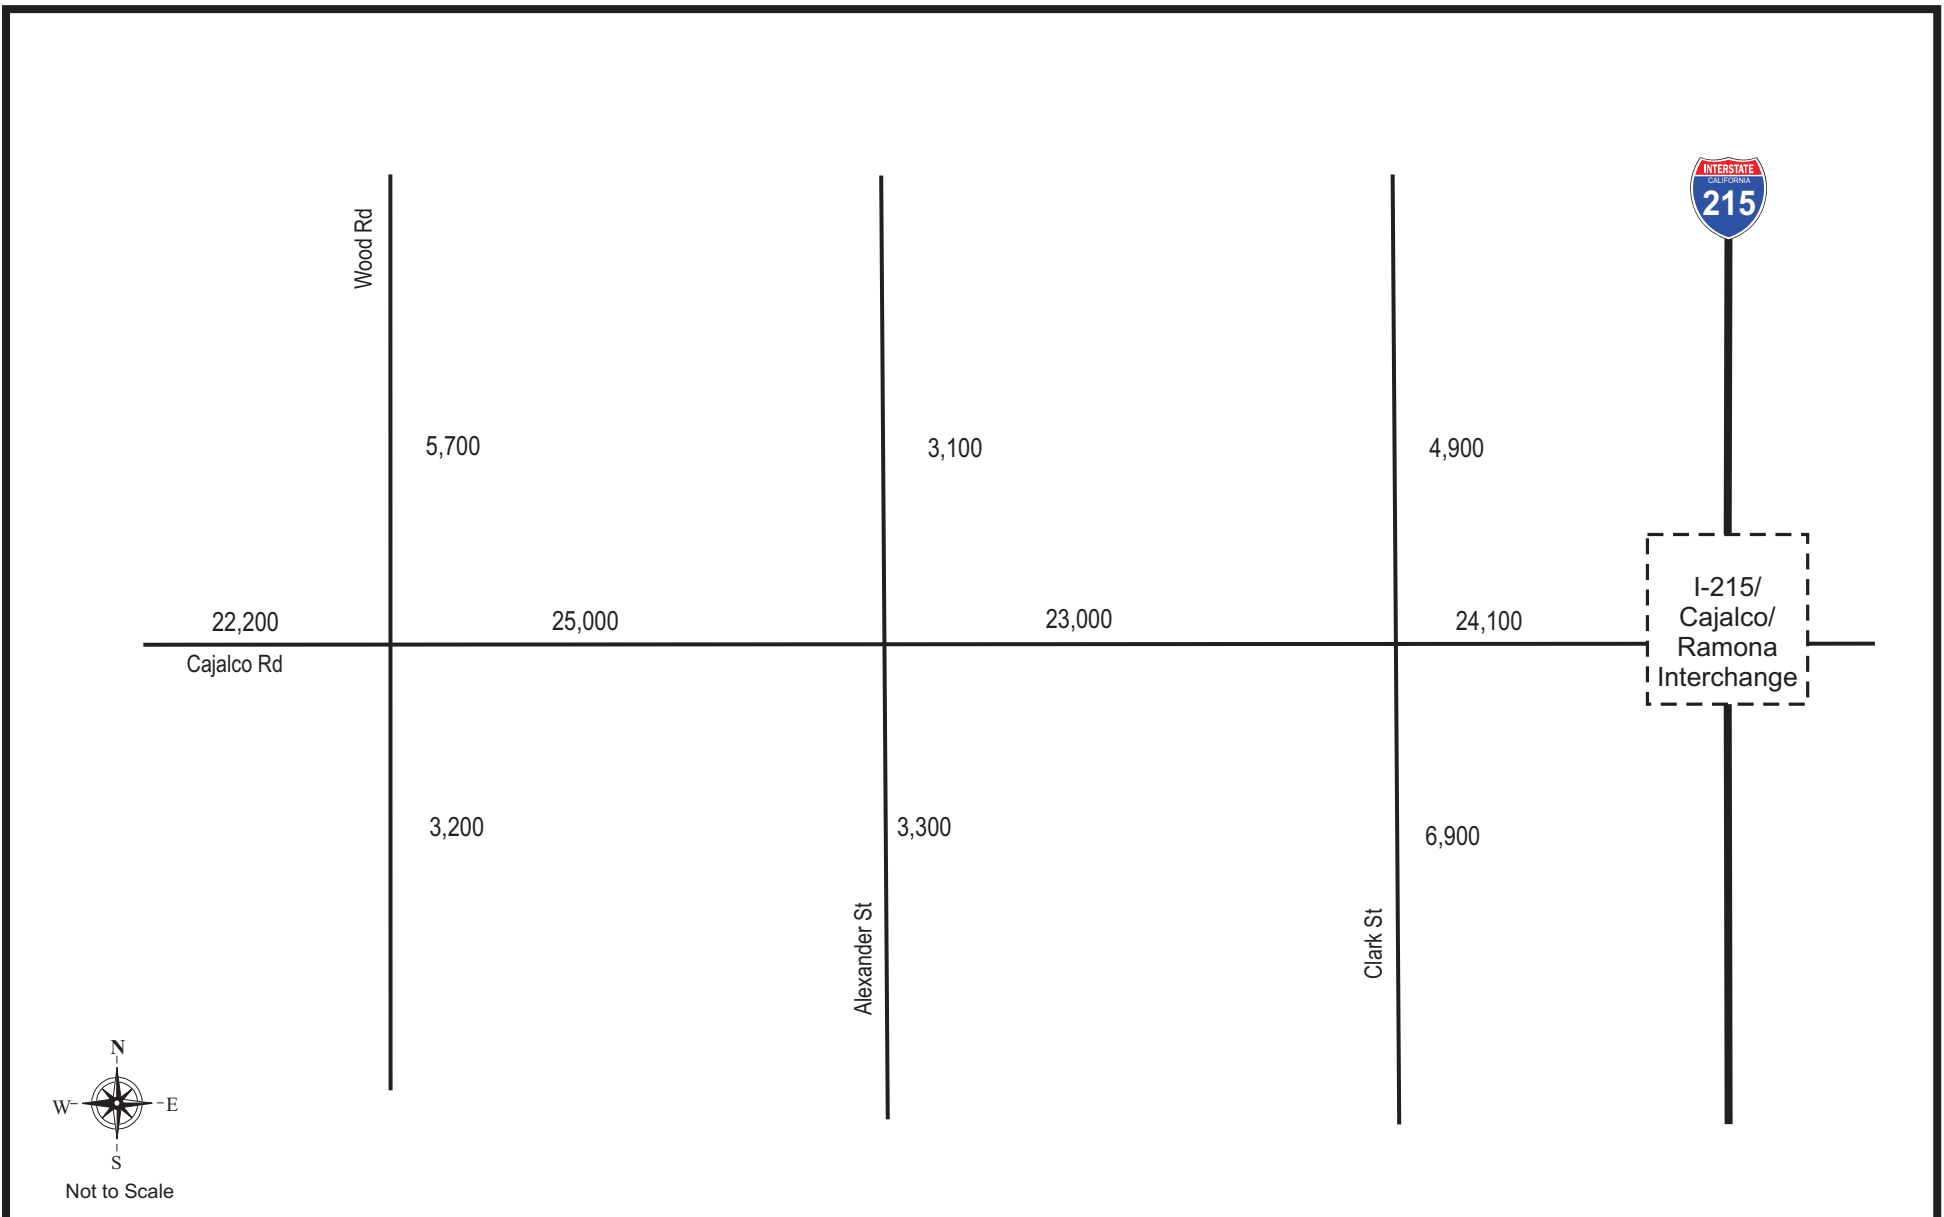 INTERSTATE
CALIFORNIA
215
Wood Rd
5,700
3,100
4,900
22,200
25,000
23,000
24,100
I-215/
Cajalco/
Ramona
Interchange
Cajalco Rd
3,200
3,300
6,900
Alexander St
Clark St
N
W
E
S
Not to Scale